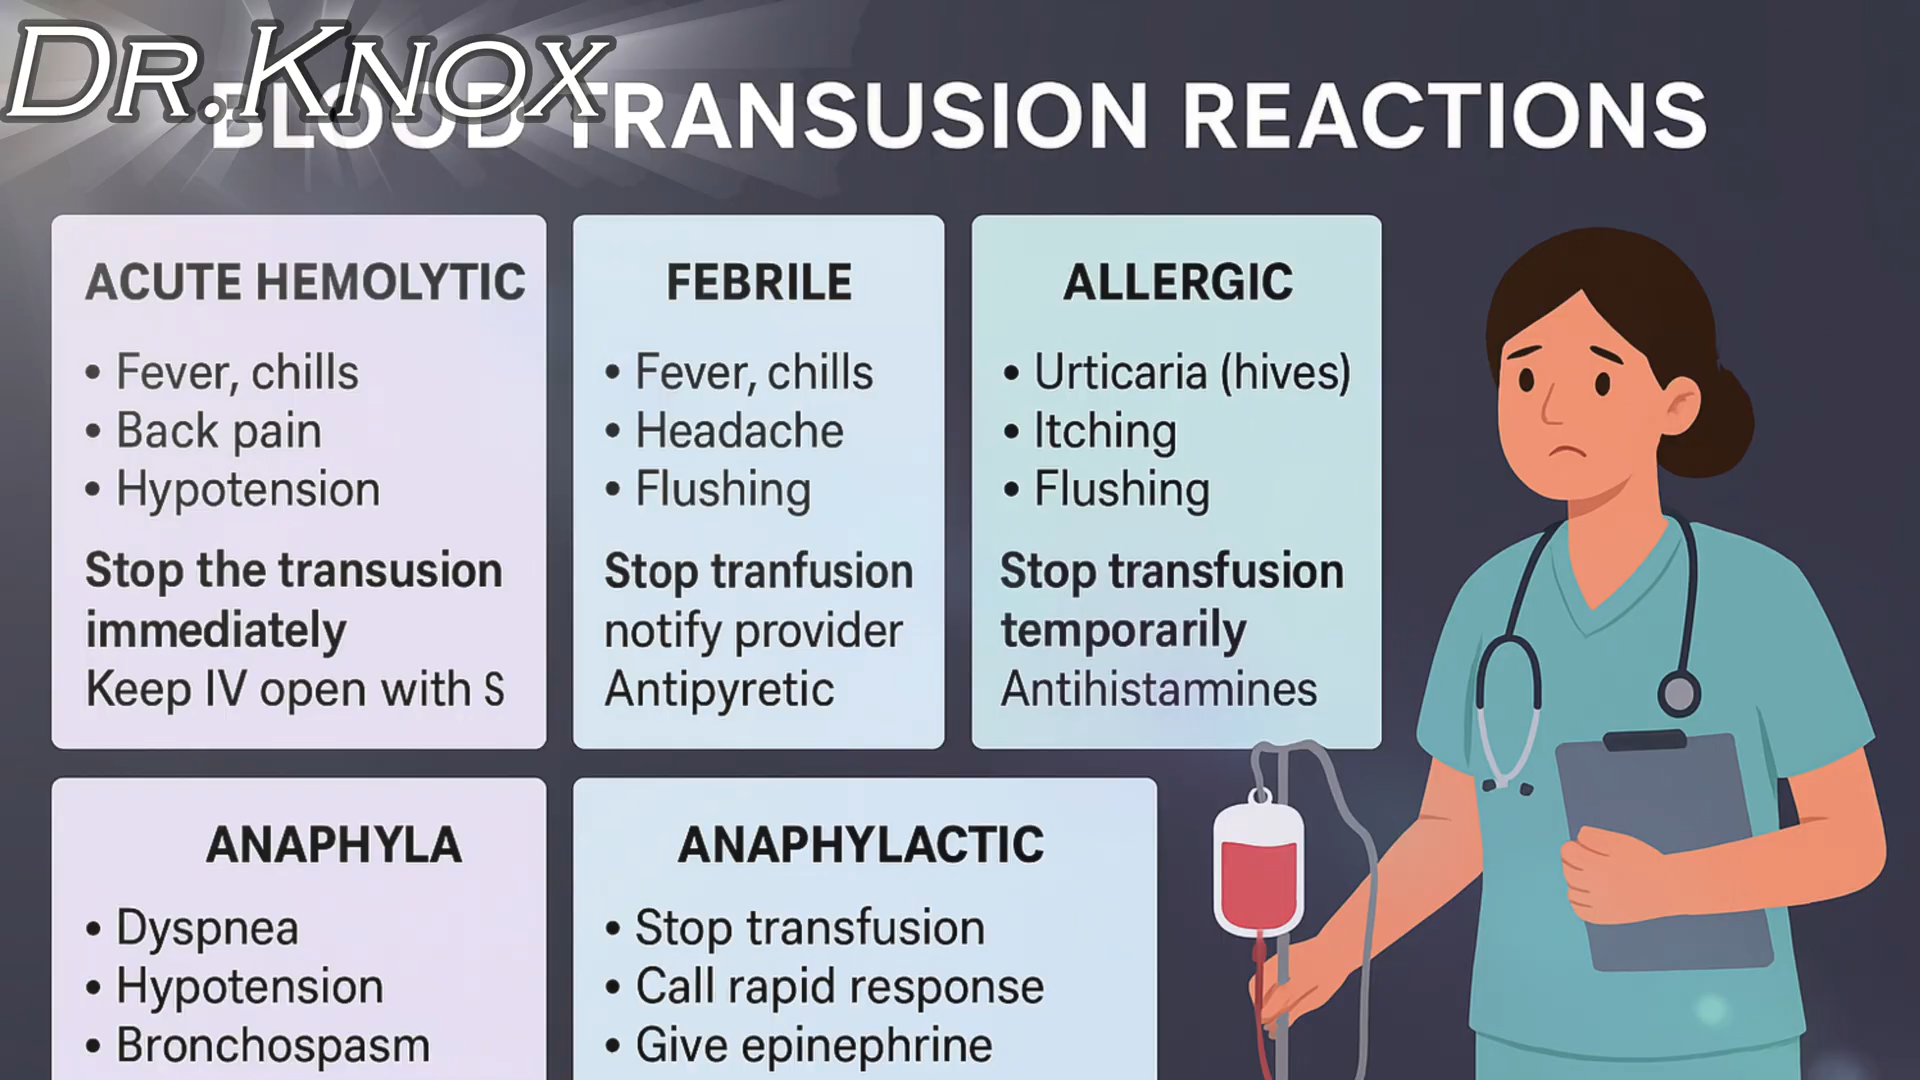 DR.KNOX
BLOOD TRANSUSION REACTIONS
ACUTE HEMOLYTIC
• Fever, chills
• Back pain
• Hypotension
Stop the transusion
immediately
Keep IV open with S
FEBRILE
• Fever, chills
• Headache
• Flushing
Stop tranfusion
notify provider
Antipyretic
ALLERGIC
• Urticaria (hives)
• Itching
• Flushing
Stop transfusion
temporarily
Antihistamines
ANAPHYLA
• Dyspnea
• Hypotension
• Bronchospasm
ANAPHYLACTIC
• Stop transfusion
• Call rapid response
• Give epinephrine